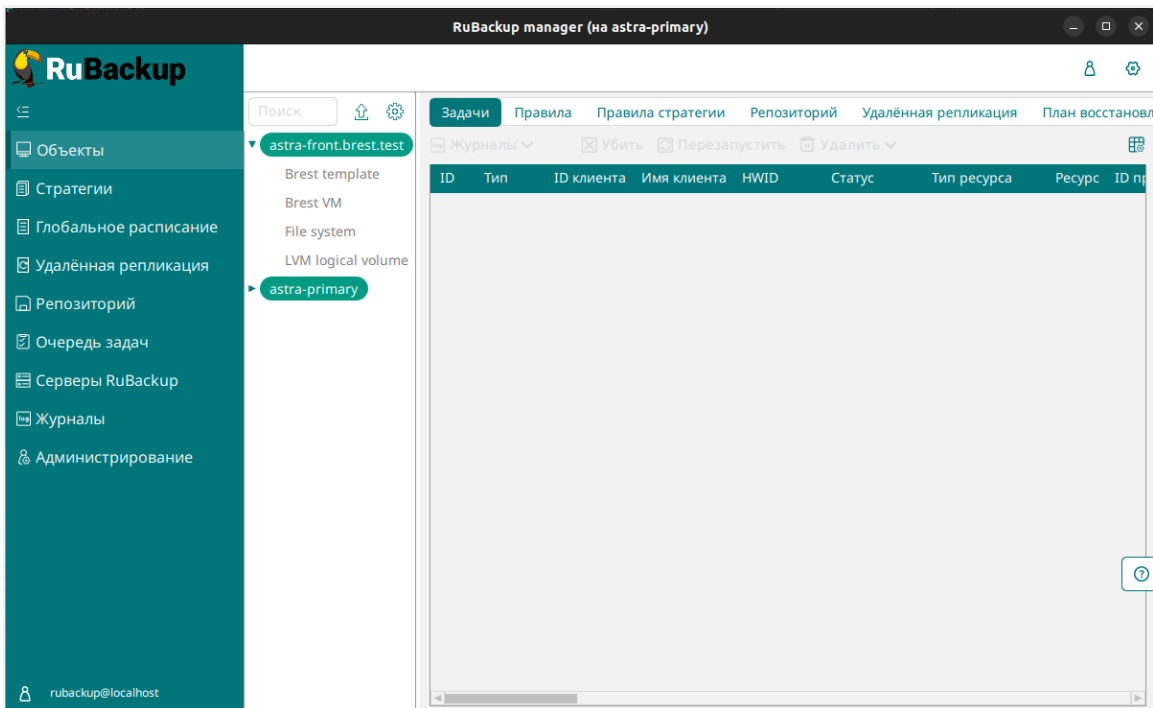 RuBackup manager (на astra-primary)
RuBackup
Объекты
Стратегии
Глобальное расписание
Удалённая репликация
Репозиторий
Очередь задач
Серверы RuBackup
log Журналы
Администрирование
rubackup@localhost
Поиск
astra-front.brest.test
Brest template
Brest VM
File system
LVM logical volume
astra-primary
Задачи Правила Правила стратегии Репозиторий Удалённая репликация План восстановл
Журналы Убить Перезапустить Удалить
ID Тип ID клиента Имя клиента HWID Статус Тип ресурса Ресурс ID пр